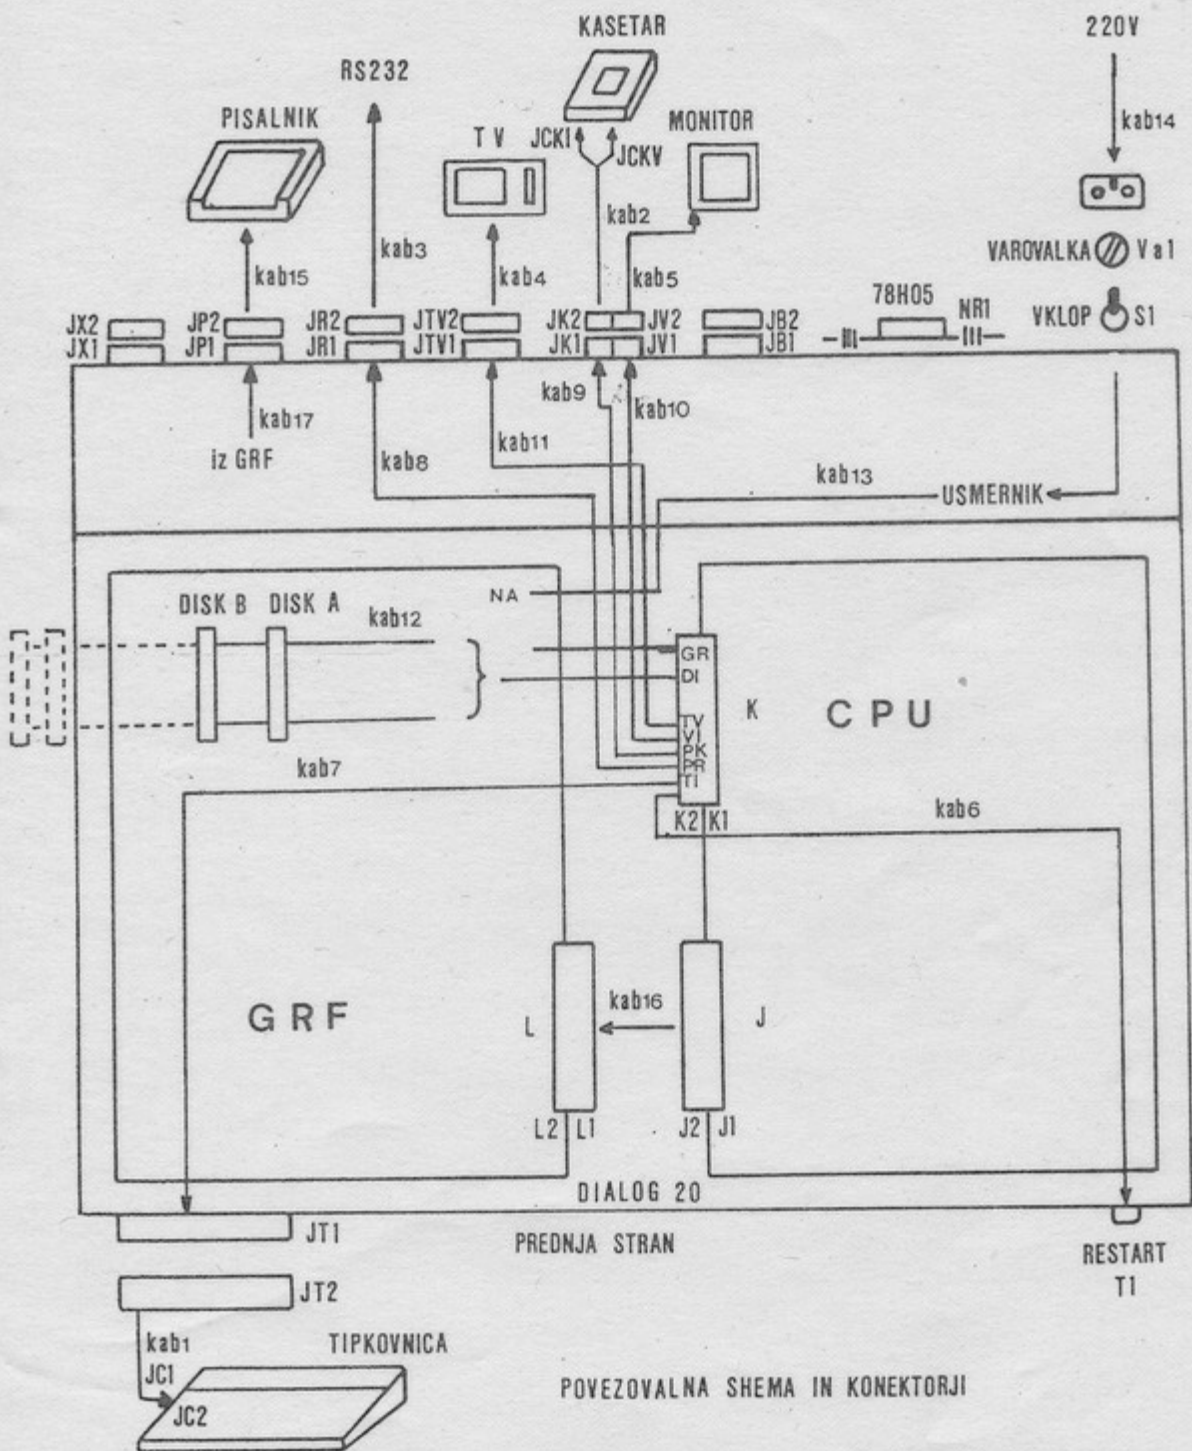 KASETAR
220V
RS232
PISALNIK
TV
JCKI
JCKV
MONITOR
kab14
kab2
kab3
kab15
kab4
kab5
VAROVALKA
Va1
78H05
NR1
VKLOP
S1
JX2
JP2
JR2
JTV2
JK2
JV2
JB2
JX1
JP1
JR1
JTV1
JK1
JV1
JB1
kab9
kab10
kab17
kab11
kab8
iz GRF
kab13
USMERNIK
NA
DISK B
DISK A
kab12
GR
DI
K
CPU
TV
VI
PK
PR
TI
kab7
K2
K1
kab6
kab16
GRF
L
J
L2
L1
J2
J1
DIALOG 20
JT1
PREDNJA STRAN
RESTART
T1
JT2
kab1
TIPKOVNICA
JC1
JC2
POVEZOVALNA SHEMA IN KONEKTORJI